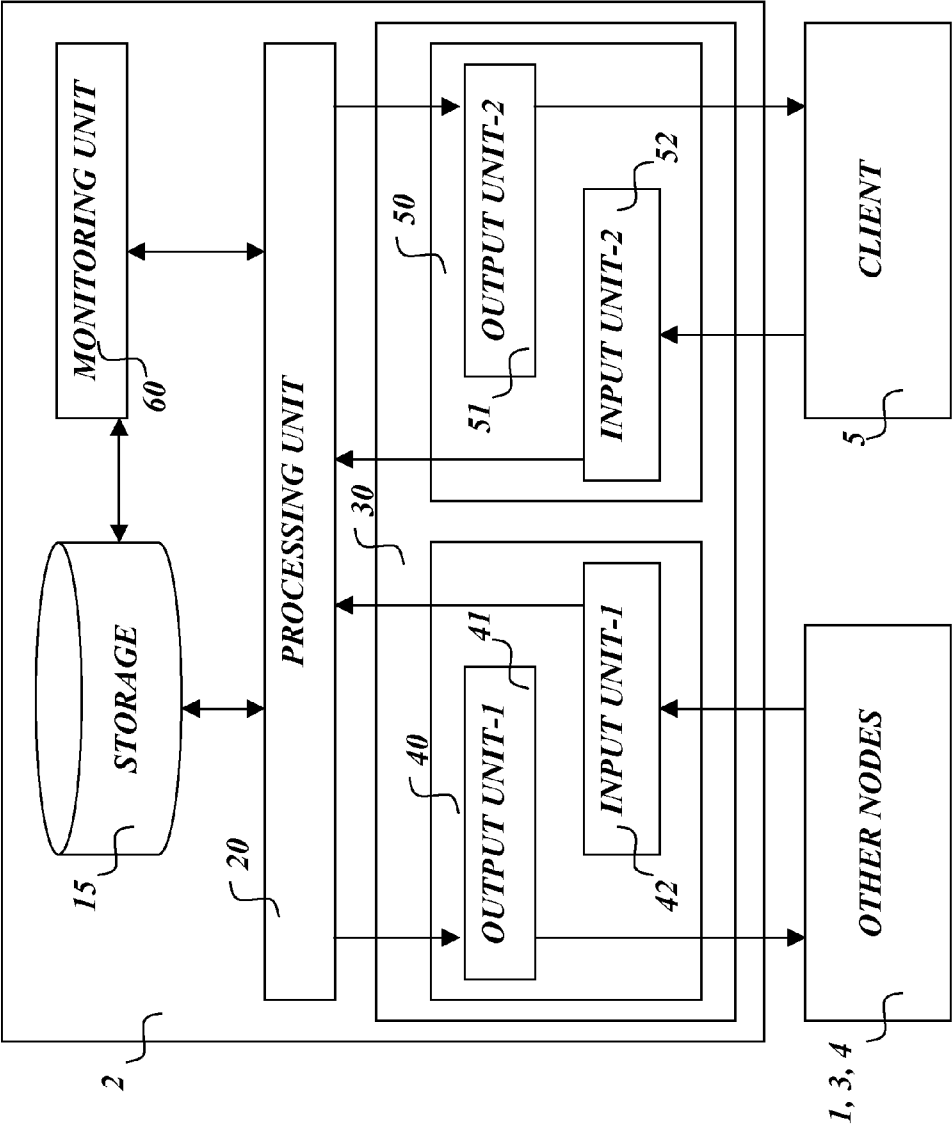 2
15
STORAGE
60
MONITORING UNIT
20
PROCESSING UNIT
30
40
OUTPUT UNIT-1
41
42
INPUT UNIT-1
50
51
OUTPUT UNIT-2
INPUT UNIT-2
52
1, 3, 4
OTHER NODES
5
CLIENT